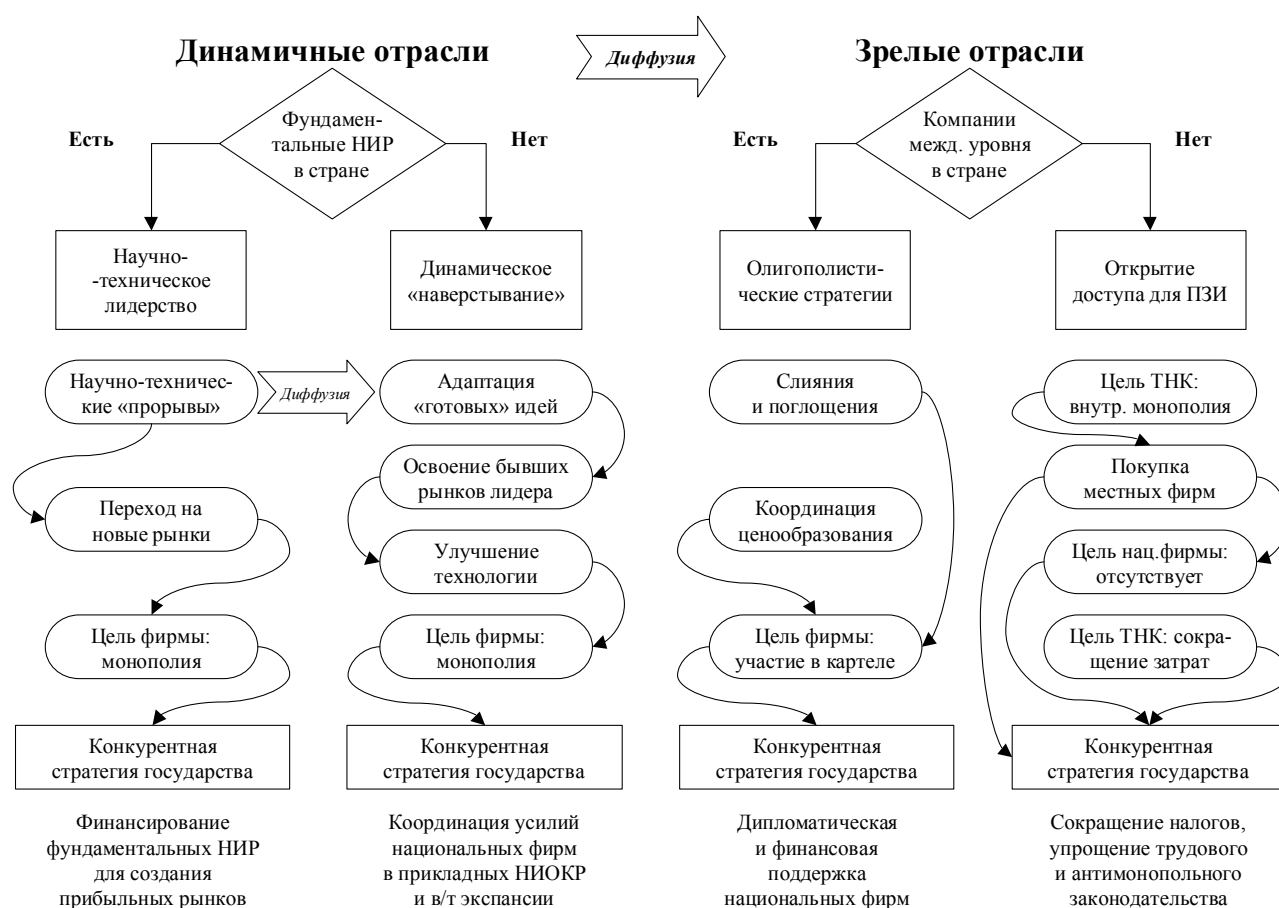 Динамичные отрасли
Диффузия
Зрелые отрасли
Есть
Фундамен-
тальные НИР
в стране
Нет
Есть
Компании
межд. уровня
в стране
Нет
Научно-
-техническое
лидерство
Динамическое
«наверстывание»
Олигополисти-
ческие стратегии
Открытие
доступа для ПЗИ
Научно-техничес-
кие «прорывы»
Диффузия
Адаптация
«готовых» идей
Слияния
и поглощения
Цель ТНК:
внутр. монополия
Освоение бывших
рынков лидера
Покупка
местных фирм
Переход на
новые рынки
Координация
ценообразования
Улучшение
технологии
Цель нац.фирмы:
отсутствует
Цель фирмы:
монополия
Цель фирмы:
монополия
Цель фирмы:
участие в картеле
Цель ТНК: сокра-
щение затрат
Конкурентная
стратегия государства
Конкурентная
стратегия государства
Конкурентная
стратегия государства
Конкурентная
стратегия государства
Финансирование
фундаментальных НИР
для создания
прибыльных рынков
Координация усилий
национальных фирм
в прикладных НИОКР
и в/т экспансии
Дипломатическая
и финансовая
поддержка
национальных фирм
Сокращение налогов,
упрощение трудового
и антимонопольного
законодательства